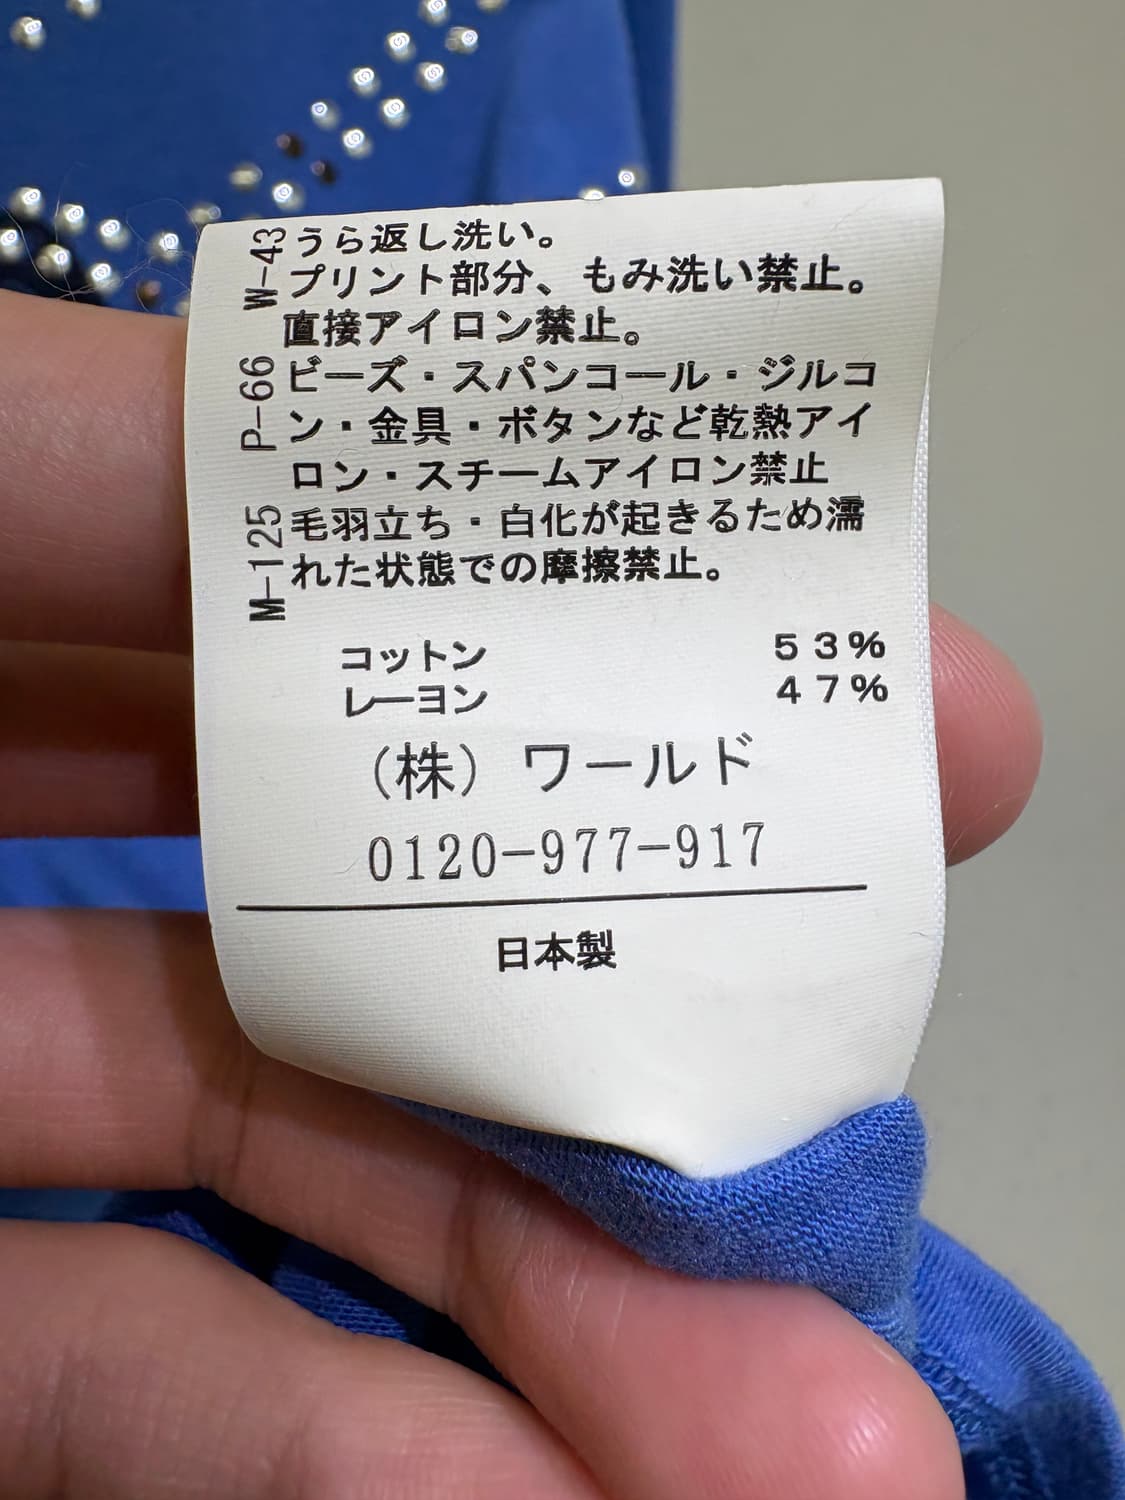 うら返し洗い。
プリント部分、もみ洗い禁止。
直接アイロン禁止。
ビーズ・スパンコール・ジルコ
ン・金具・ボタンなど乾熱アイ
ロン・スチームアイロン禁止
毛羽立ち・白化が起きるため濡
れた状態での摩擦禁止。
W-43
P-66
M-125
コットン 53%
レーヨン 47%
(株) ワールド
0120-977-917
日本製